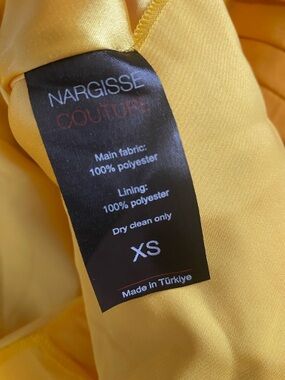 NARGISSE
COUTURE
Main fabric:
100% polyester
Lining:
100% polyester
Dry clean only
XS
Made in Türkiye